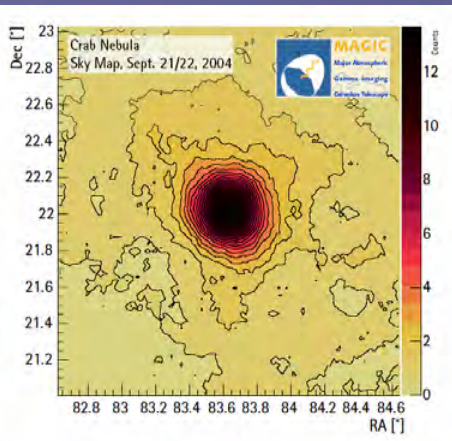 Crab Nebula
Sky Map, Sept. 21/22, 2004
MAGIC
Major Atmospheric
Gamma Imaging
Cerenkov Telescope
Dec [°]
23
22.8
22.6
22.4
22.2
22
21.8
21.6
21.4
21.2
82.8 83 83.2 83.4 83.6 83.8 84 84.2 84.4 84.6
RA [°]
Counts
12
10
8
6
4
2
0